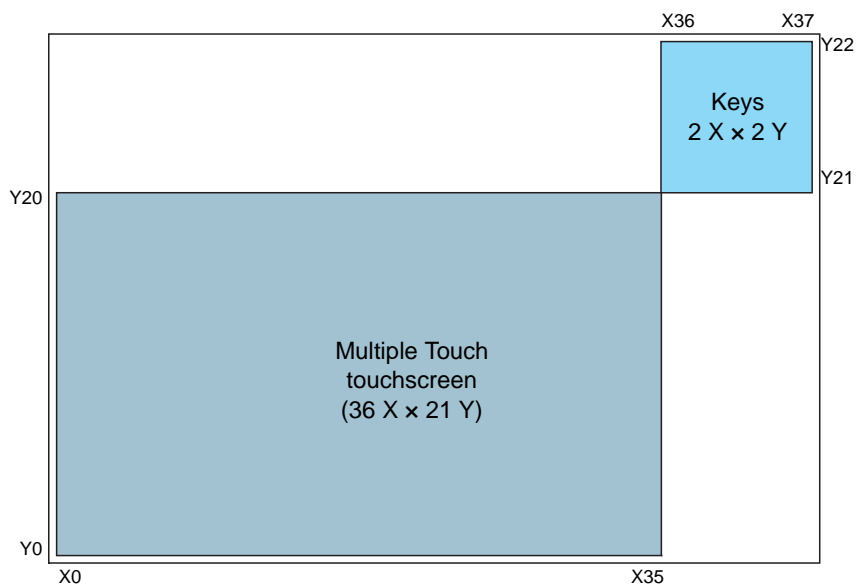 X36 X37
Y22
Keys
2 X × 2 Y
Y21
Y20
Multiple Touch
touchscreen
(36 X × 21 Y)
Y0
X0 X35